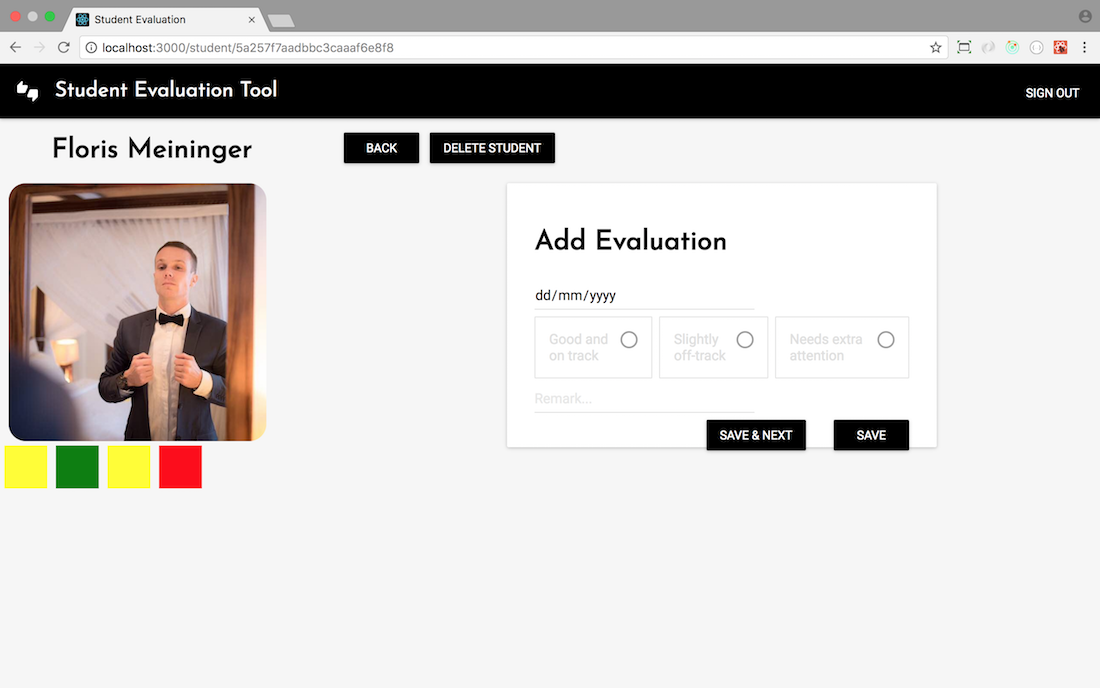 Student Evaluation
localhost:3000/student/5a257f7aadbbc3caaaf6e8f8
Student Evaluation Tool
SIGN OUT
Floris Meininger
BACK
DELETE STUDENT
Add Evaluation
dd/mm/yyyy
Good and
on track
Slightly
off-track
Needs extra
attention
Remark...
SAVE & NEXT
SAVE